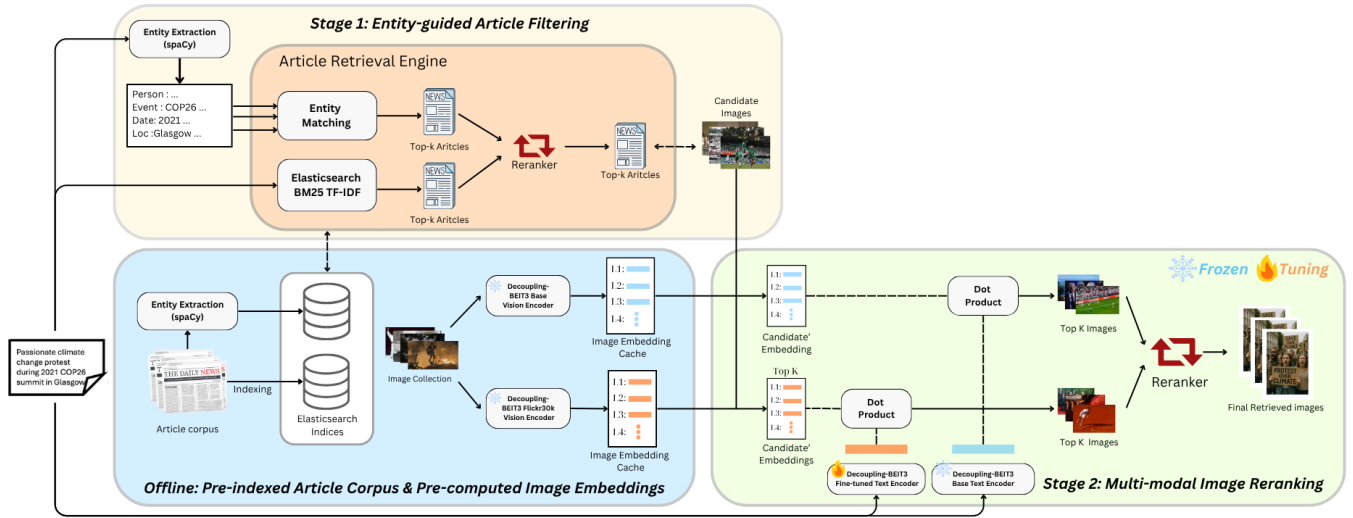 Stage 1: Entity-guided Article Filtering
Entity Extraction
(spaCy)
Person : ...
Event : COP26 ...
Date: 2021 ...
Loc :Glasgow ...
Article Retrieval Engine
Entity
Matching
NEWS
Top-k Aritcles
Elasticsearch
BM25 TF-IDF
NEWS
Top-k Aritcles
Reranker
NEWS
Top-k Aritcles
Candidate
Images
Passionate climate
change protest
during 2021 COP26
summit in Glasgow
Entity Extraction
(spaCy)
THE DAILY NEWS
Article corpus
Indexing
Elasticsearch
Indices
Image Collection
Decoupling-
BEIT3 Base
Vision Encoder
I.1:
I.2:
I.3:
I.4:
Image Embedding
Cache
Decoupling-
BEIT3 Flickr30k
Vision Encoder
I.1:
I.2:
I.3:
I.4:
Image Embedding
Cache
Offline: Pre-indexed Article Corpus & Pre-computed Image Embeddings
Frozen
Tuning
I.1:
I.2:
I.3:
I.4:
Candidate'
Embedding
Top K
I.1:
I.2:
I.3:
I.4:
Candidate'
Embeddings
Dot
Product
Dot
Product
Decoupling-BEIT3
Fine-tuned Text Encoder
Decoupling-BEIT3
Base Text Encoder
Top K Images
Top K Images
Reranker
PROTEST
OVER
CLIMATE
Final Retrieved images
Stage 2: Multi-modal Image Reranking